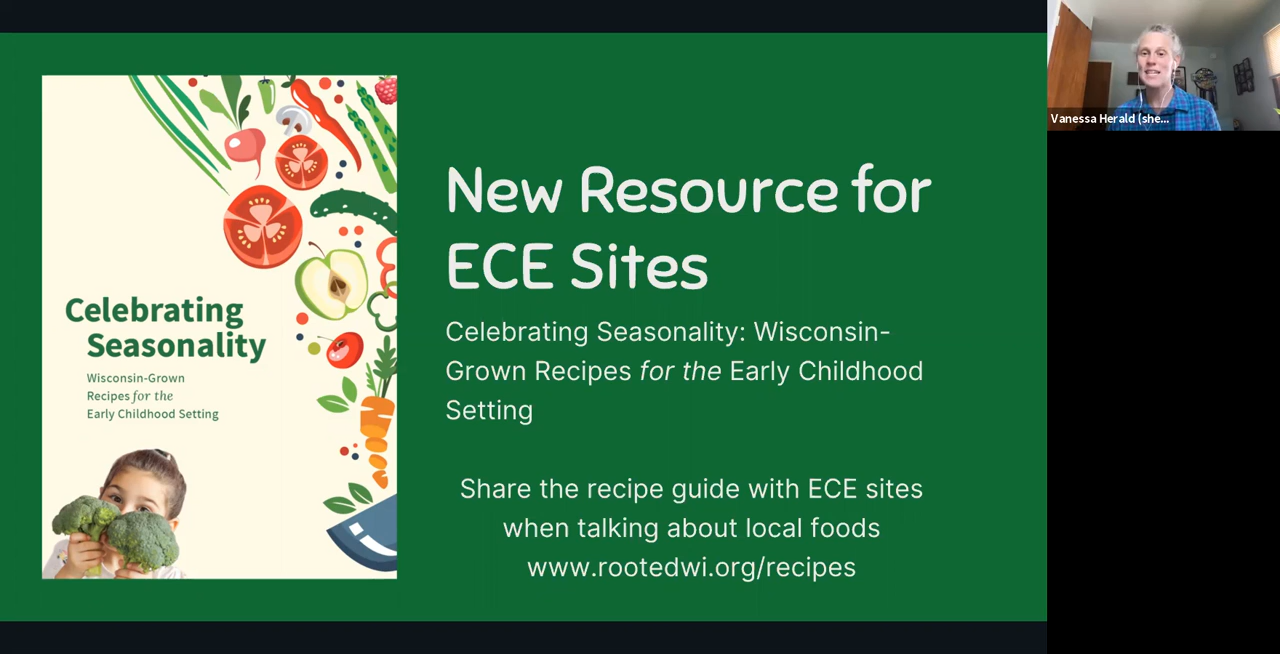 Celebrating
Seasonality
Wisconsin-Grown
Recipes for the
Early Childhood Setting
New Resource for
ECE Sites
Celebrating Seasonality: Wisconsin-
Grown Recipes for the Early Childhood
Setting
Share the recipe guide with ECE sites
when talking about local foods
www.rootedwi.org/recipes
Vanessa Herald (she...